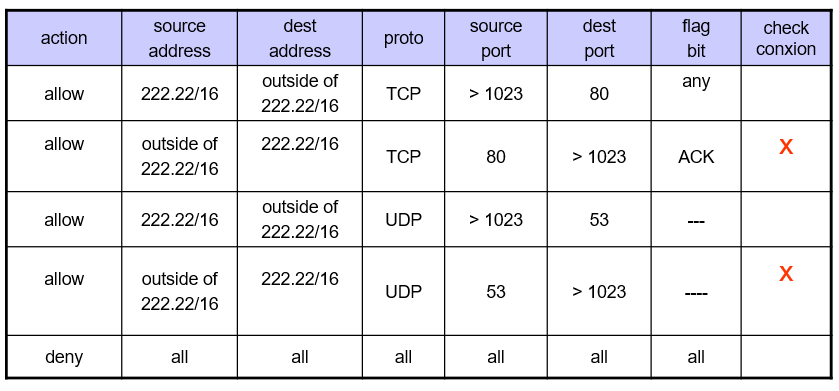 action source address dest address proto source port dest port flag bit check conxion
allow 222.22/16 outside of 222.22/16 TCP > 1023 80 any
allow outside of 222.22/16 222.22/16 TCP 80 > 1023 ACK X
allow 222.22/16 outside of 222.22/16 UDP > 1023 53 ---
allow outside of 222.22/16 222.22/16 UDP 53 > 1023 ---- X
deny all all all all all all